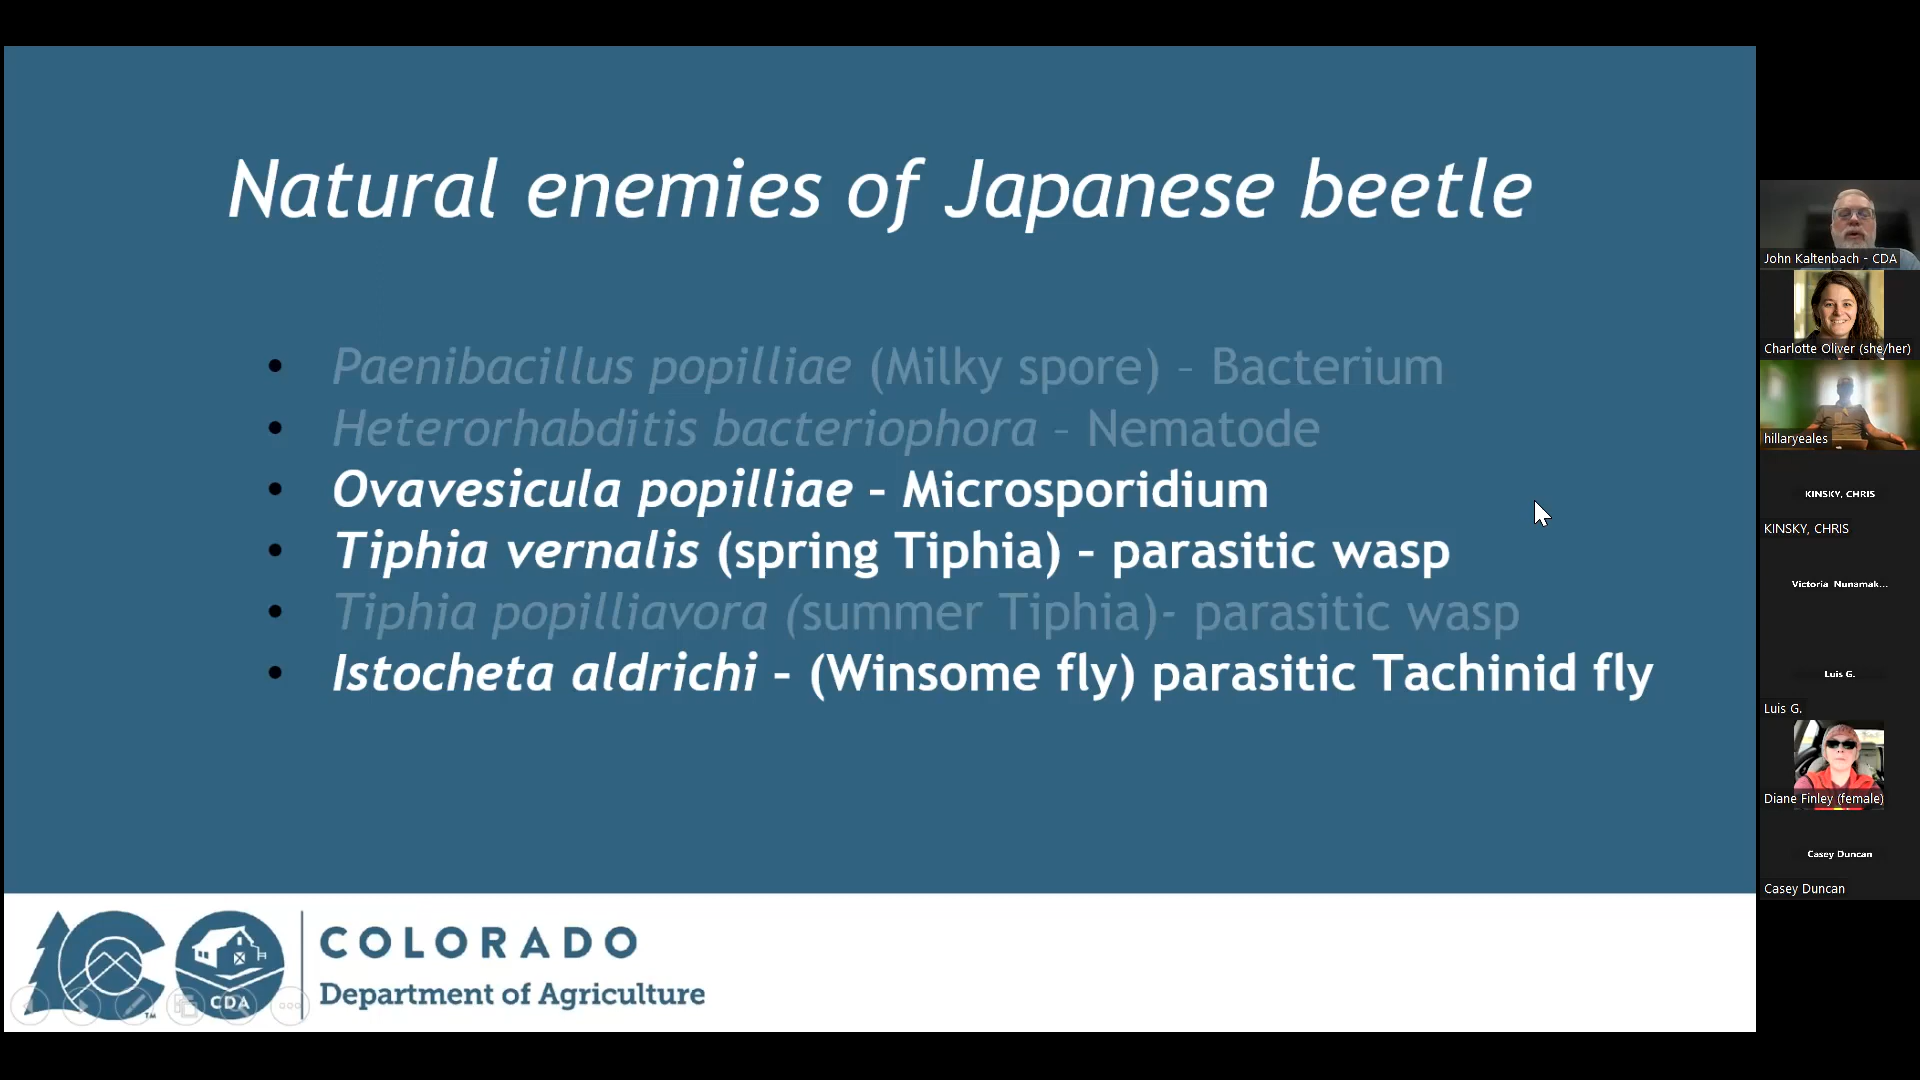 Natural enemies of Japanese beetle
• Paenibacillus popilliae (Milky spore) – Bacterium
• Heterorhabditis bacteriophora – Nematode
• Ovavesicula popilliae – Microsporidium
• Tiphia vernalis (spring Tiphia) – parasitic wasp
• Tiphia popilliavora (summer Tiphia)- parasitic wasp
• Istocheta aldrichi – (Winsome fly) parasitic Tachinid fly
CDA
TM
COLORADO
Department of Agriculture
John Kaltenbach - CDA
Charlotte Oliver (she/her)
hillaryeales
KINSKY, CHRIS
KINSKY, CHRIS
Victoria Nunamak...
Luis G.
Luis G.
Diane Finley (female)
Casey Duncan
Casey Duncan